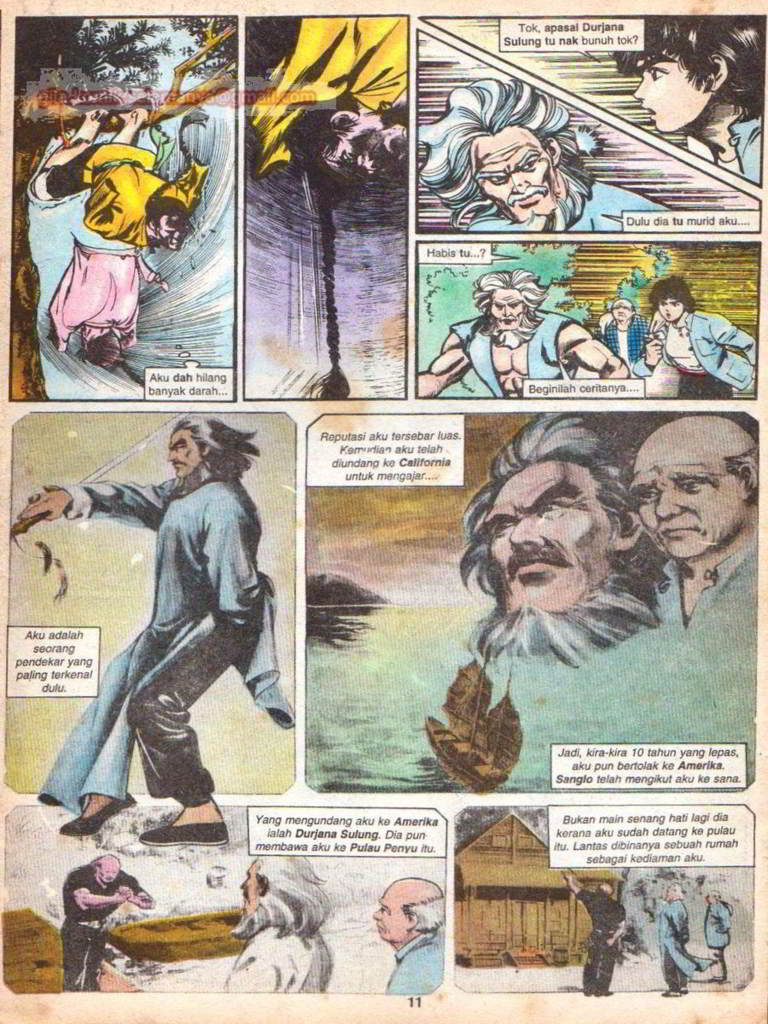 Aku dah hilang
banyak darah...
Tok, apasal Durjana
Sulung tu nak bunuh tok?
Dulu dia tu murid aku....
Habis tu...?
Beginilah ceritanya....
Aku adalah
seorang
pendekar yang
paling terkenal
dulu.
Reputasi aku tersebar luas.
Kemudian aku telah
diundang ke California
untuk mengajar....
Jadi, kira-kira 10 tahun yang lepas,
aku pun bertolak ke Amerika.
Sanglo telah mengikut aku ke sana.
Yang mengundang aku ke Amerika
ialah Durjana Sulung. Dia pun
membawa aku ke Pulau Penyu itu.
Bukan main senang hati lagi dia
kerana aku sudah datang ke pulau
itu. Lantas dibinanya sebuah rumah
sebagai kediaman aku.
11